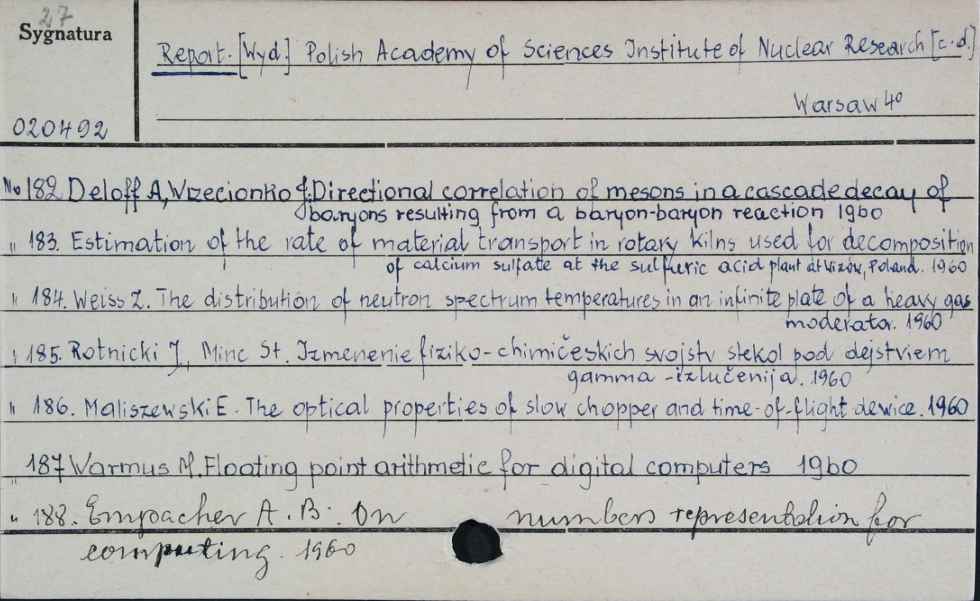 27
Sygnatura
Report. [Wyd.] Polish Academy of Sciences Institute of Nuclear Research [c.d.]
Warsaw 4°
020492
No 182. Deloff A, Wrzecionko J. Directional correlation of mesons in a cascade decay of
baryons resulting from a baryon-baryon reaction 1960
" 183. Estimation of the rate of material transport in rotary kilns used for decomposition
of calcium sulfate at the sulfuric acid plant at Wizów, Poland. 1960
" 184. Weiss Z. The distribution of neutron spectrum temperatures in an infinite plate of a heavy gas
moderator. 1960
" 185. Rotnicki J, Minc St. Izmenenie fiziko-chimičeskich svojstv stekol pod dejstviem
gamma-izlučenija. 1960
" 186. Maliszewski E. The optical properties of slow chopper and time-of-flight dewice. 1960
" 187 Warmus M. Floating point arithmetic for digital computers 1960
" 188. Empacher A. B. On numbers representation for
computing. 1960